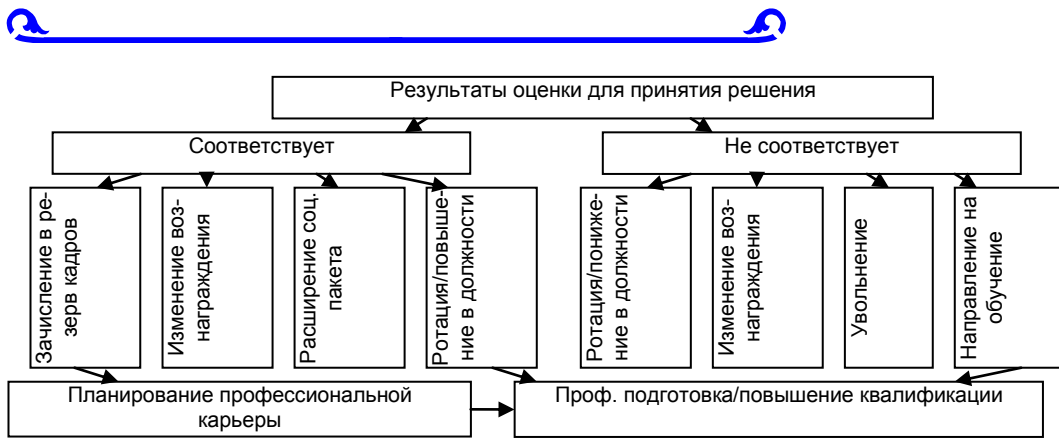 Результаты оценки для принятия решения
Соответствует
Не соответствует
Зачисление в ре-
зерв кадров
Изменение воз-
награждения
Расширение соц.
пакета
Ротация/повыше-
ние в должности
Ротация/пониже-
ние в должности
Изменение воз-
награждения
Увольнение
Направление на
обучение
Планирование профессиональной
карьеры
Проф. подготовка/повышение квалификации